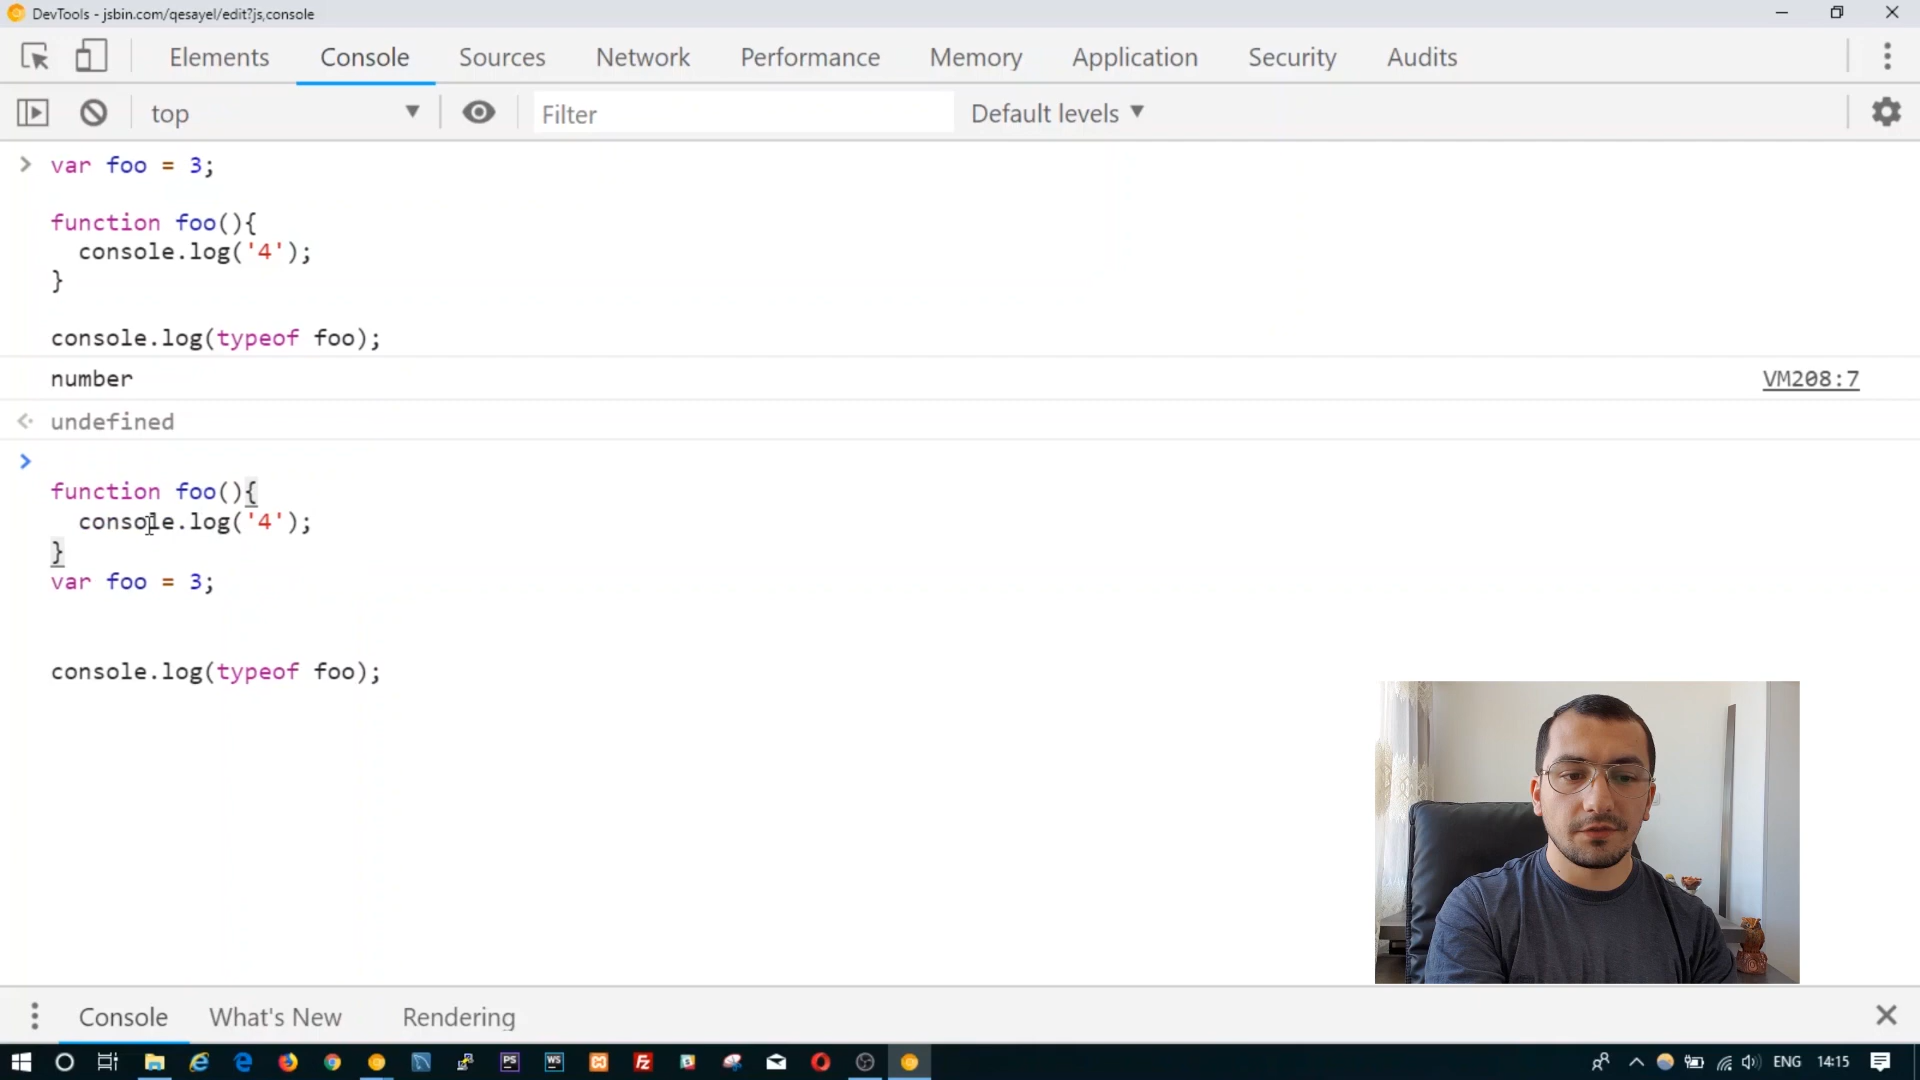 DevTools - jsbin.com/qesayel/edit?js,console
Elements Console Sources Network Performance Memory Application Security Audits
top Filter Default levels
var foo = 3;
function foo(){
console.log('4');
}
console.log(typeof foo);
number VM208:7
undefined
function foo(){
console.log('4');
}
var foo = 3;
console.log(typeof foo);
Console What's New Rendering
PS WS ENG 14:15